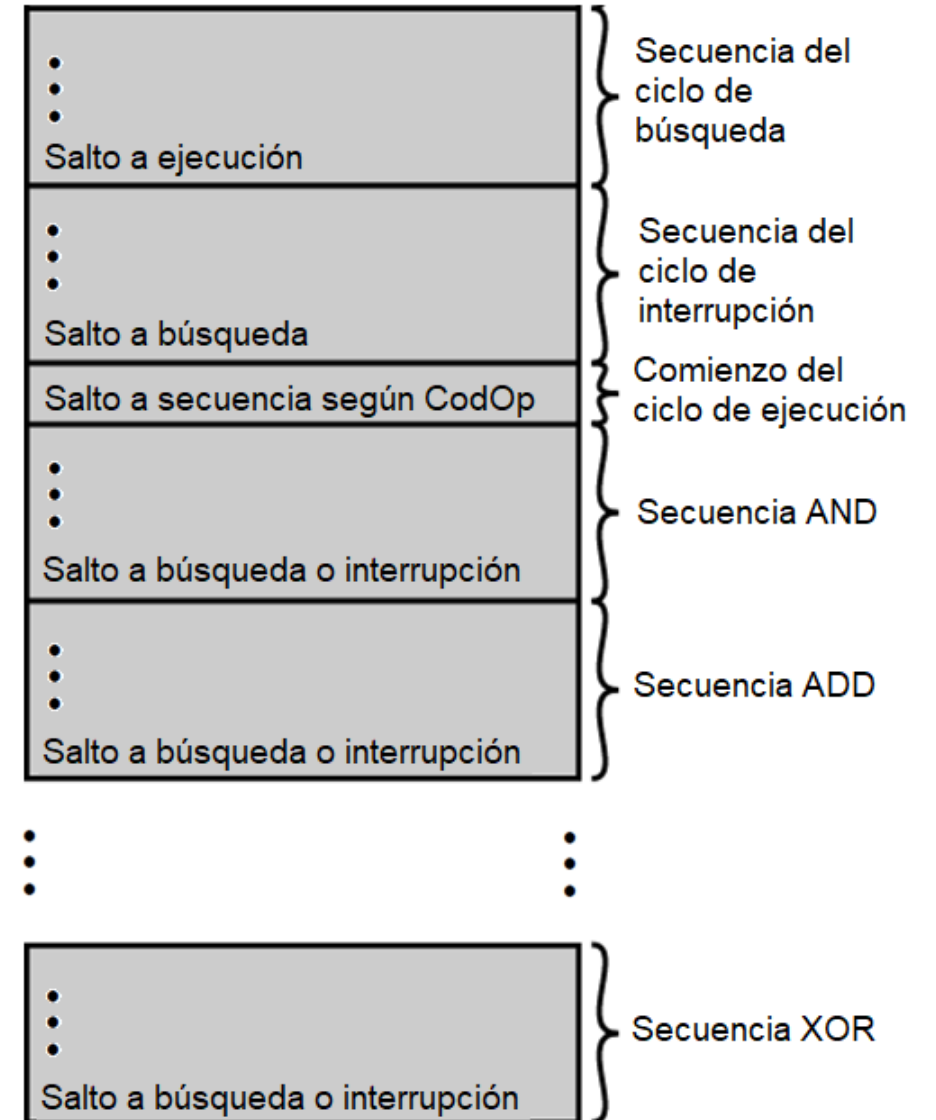 Salto a ejecución
Secuencia del
ciclo de
búsqueda
Salto a búsqueda
Secuencia del
ciclo de
interrupción
Salto a secuencia según CodOp
Comienzo del
ciclo de ejecución
Salto a búsqueda o interrupción
Secuencia AND
Salto a búsqueda o interrupción
Secuencia ADD
Salto a búsqueda o interrupción
Secuencia XOR